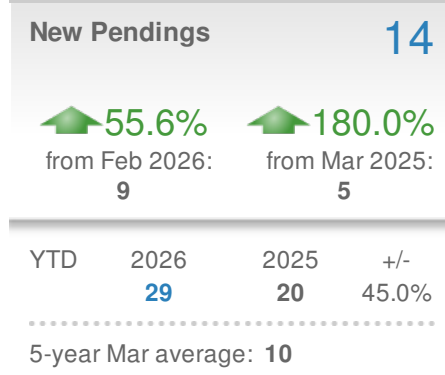 New Pendings 14
55.6% 180.0%
from Feb 2026: from Mar 2025:
9 5
YTD 2026 2025 +/-
29 20 45.0%
5-year Mar average: 10